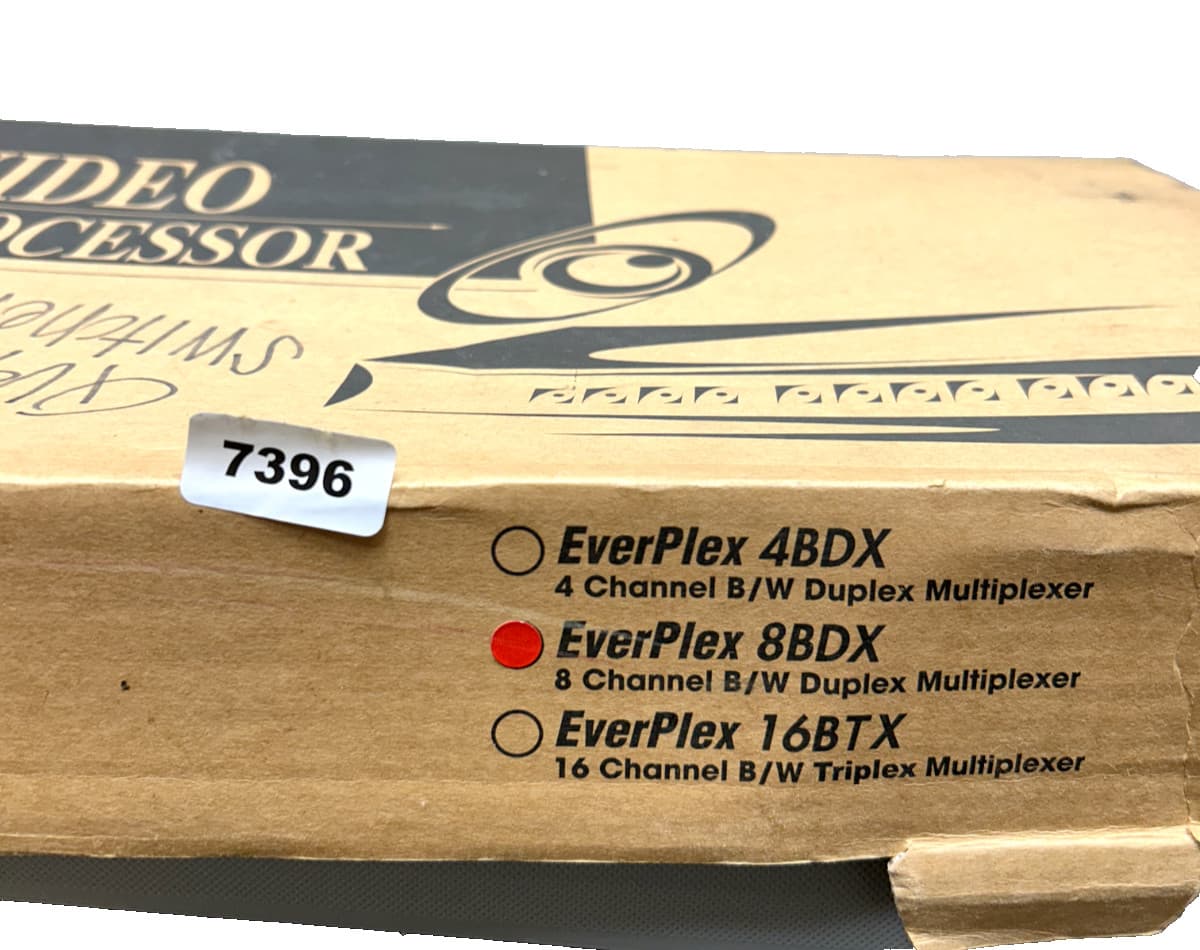 VIDEO
PROCESSOR
7396
EverPlex 4BDX
4 Channel B/W Duplex Multiplexer
EverPlex 8BDX
8 Channel B/W Duplex Multiplexer
EverPlex 16BTX
16 Channel B/W Triplex Multiplexer